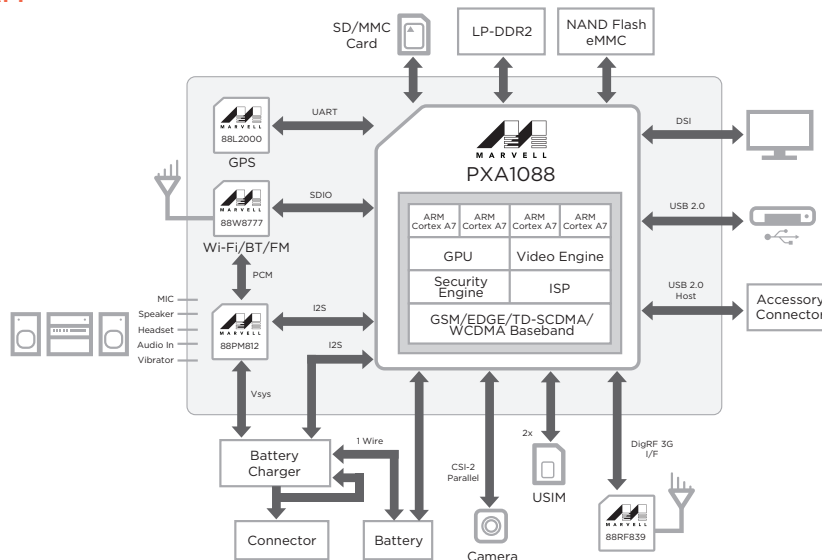 SD/MMC
Card
LP-DDR2
NAND Flash
eMMC
MARVELL
88L2000
GPS
UART
MARVELL
PXA1088
DSI
MARVELL
88W8777
Wi-Fi/BT/FM
SDIO
ARM
Cortex A7
ARM
Cortex A7
ARM
Cortex A7
ARM
Cortex A7
GPU
Video Engine
Security
Engine
ISP
GSM/EDGE/TD-SCDMA/
WCDMA Baseband
USB 2.0
PCM
USB 2.0
Host
Accessory
Connector
MIC
Speaker
Headset
Audio In
Vibrator
MARVELL
88PM812
I2S
I2S
Vsys
Battery
Charger
1 Wire
Connector
Battery
CSI-2
Parallel
Camera
2x
USIM
DigRF 3G
I/F
MARVELL
88RF839